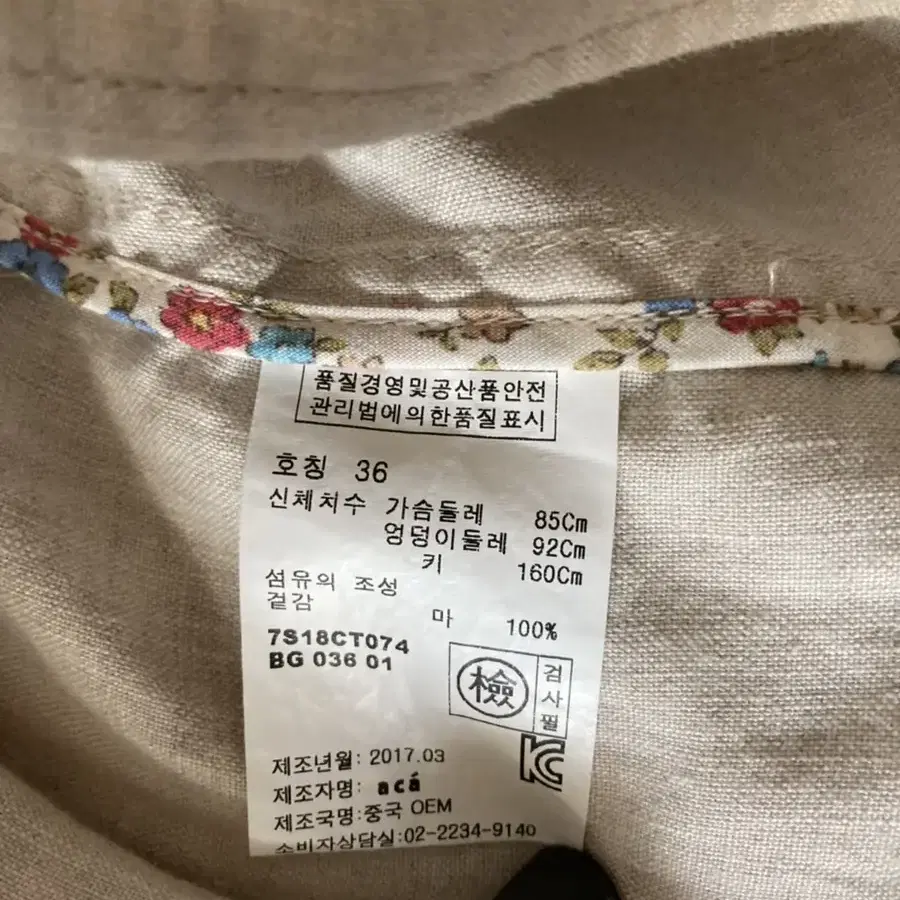 품질경영및공산품안전
관리법에의한품질표시
호칭 36
신체치수 가슴둘레 85Cm
엉덩이둘레 92Cm
키 160Cm
섬유의 조성
겉감
마 100%
7S18CT074
BG 036 01
檢
검사필
제조년월: 2017.03
제조자명: acá
제조국명:중국 OEM
소비자상담실:02-2234-9140